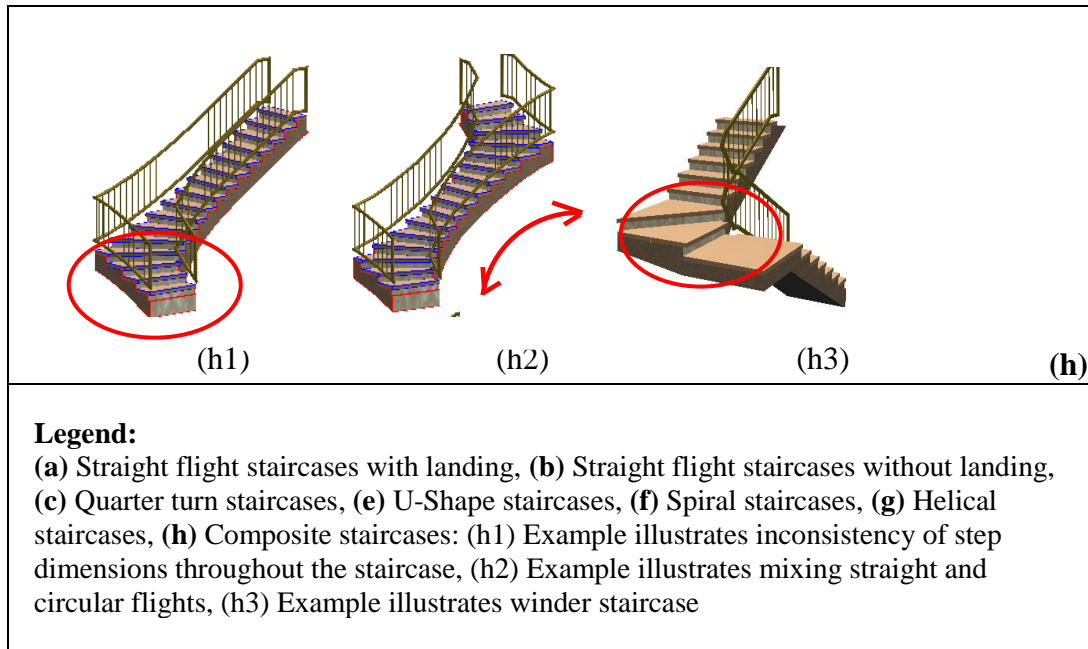 (h1)
(h2)
(h3)
(h)
Legend:
(a) Straight flight staircases with landing, (b) Straight flight staircases without landing,
(c) Quarter turn staircases, (e) U-Shape staircases, (f) Spiral staircases, (g) Helical
staircases, (h) Composite staircases: (h1) Example illustrates inconsistency of step
dimensions throughout the staircase, (h2) Example illustrates mixing straight and
circular flights, (h3) Example illustrates winder staircase